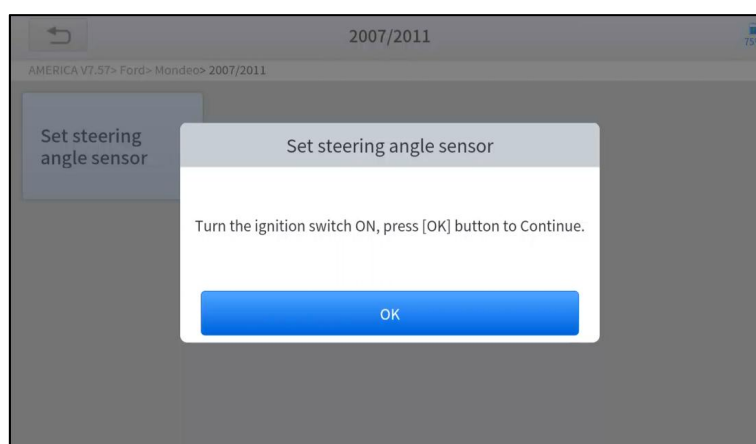 2007/2011
75%
AMERICA V7.57> Ford> Mondeo> 2007/2011
Set steering
angle sensor
Set steering angle sensor
Turn the ignition switch ON, press [OK] button to Continue.
OK